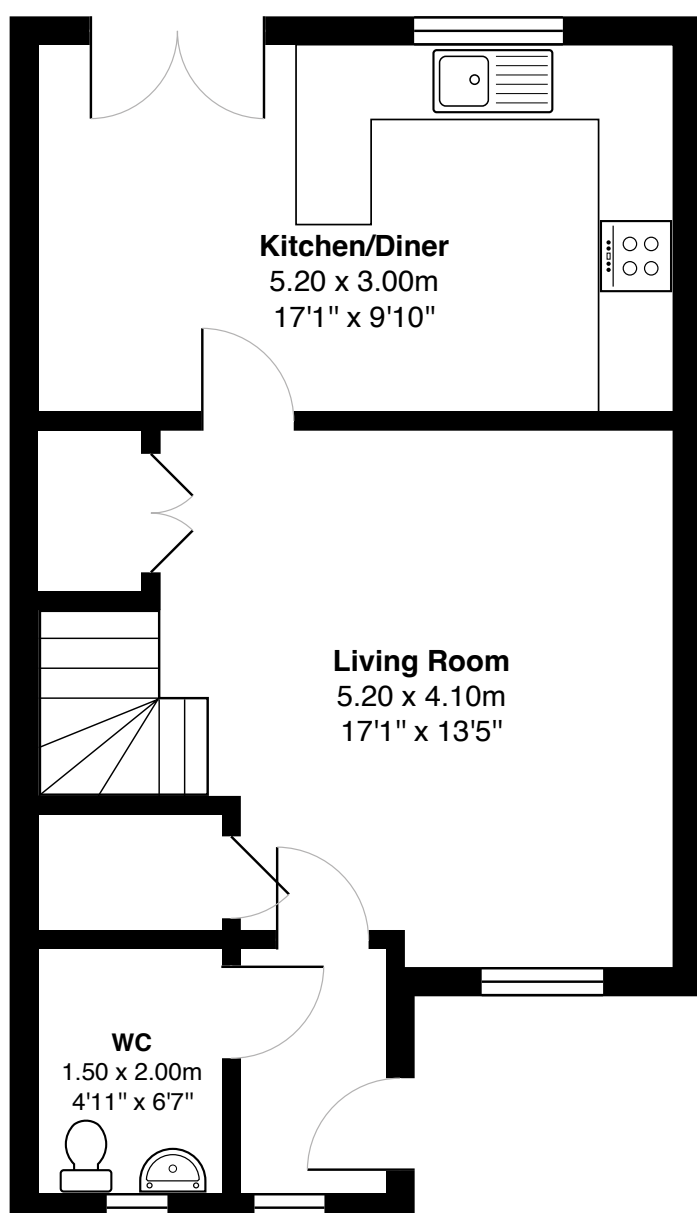 Kitchen/Diner
5.20 x 3.00m
17'1" x 9'10"
Living Room
5.20 x 4.10m
17'1" x 13'5"
WC
1.50 x 2.00m
4'11" x 6'7"